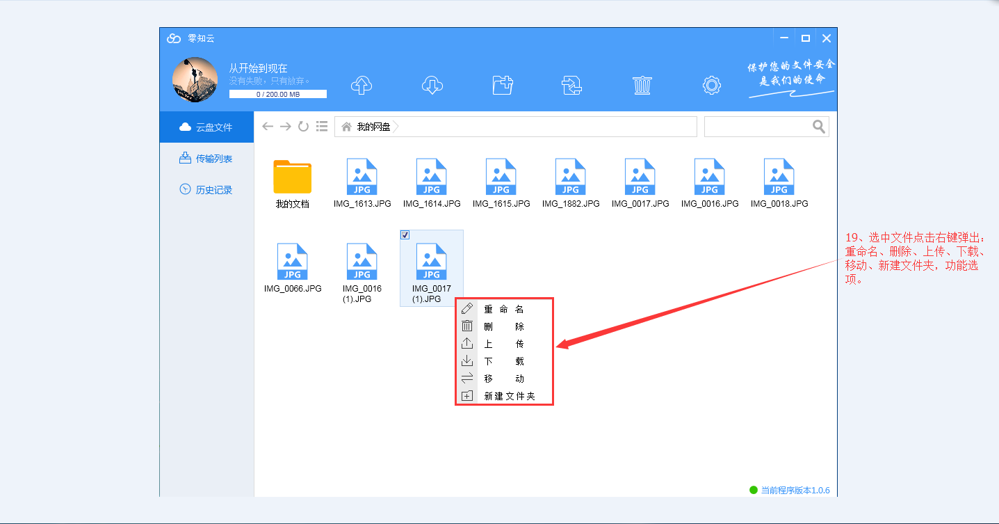 零知云
从开始到现在
没有失败，只有放弃。
0 / 200.00 MB
保护您的文件安全
是我们的使命
云盘文件
传输列表
历史记录
我的网盘
我的文档
JPG
IMG_1613.JPG
JPG
IMG_1614.JPG
JPG
IMG_1615.JPG
JPG
IMG_1882.JPG
JPG
IMG_0017.JPG
JPG
IMG_0016.JPG
JPG
IMG_0018.JPG
JPG
IMG_0066.JPG
JPG
IMG_0016
(1).JPG
JPG
IMG_0017
(1).JPG
重 命 名
删 除
上 传
下 载
移 动
新建文件夹
19、选中文件点击右键弹出：
重命名、删除、上传、下载、
移动、新建文件夹，功能选
项。
当前程序版本1.0.6